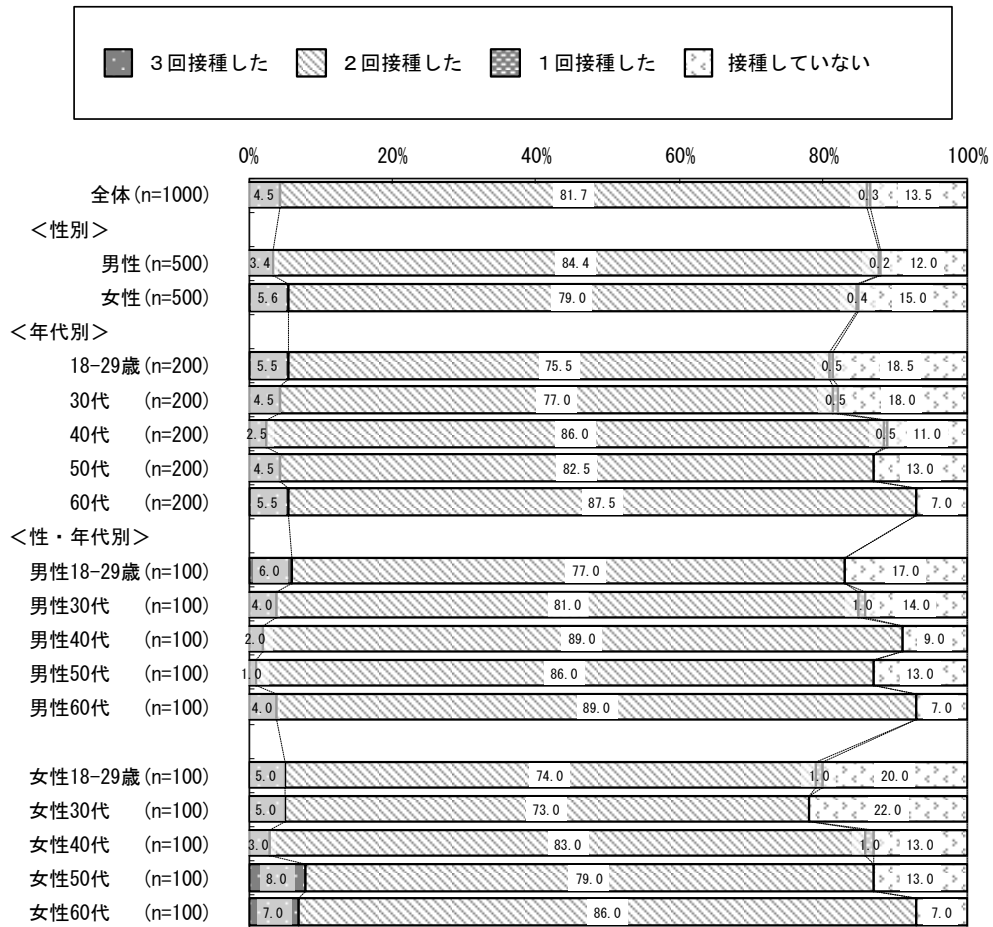 ３回接種した ２回接種した １回接種した 接種していない
0% 20% 40% 60% 80% 100%
全体(n=1000) 4.5 81.7 0.3 13.5
＜性別＞
男性(n=500) 3.4 84.4 0.2 12.0
女性(n=500) 5.6 79.0 0.4 15.0
＜年代別＞
18-29歳(n=200) 5.5 75.5 0.5 18.5
30代 (n=200) 4.5 77.0 0.5 18.0
40代 (n=200) 2.5 86.0 0.5 11.0
50代 (n=200) 4.5 82.5 13.0
60代 (n=200) 5.5 87.5 7.0
＜性・年代別＞
男性18-29歳(n=100) 6.0 77.0 17.0
男性30代 (n=100) 4.0 81.0 1.0 14.0
男性40代 (n=100) 2.0 89.0 9.0
男性50代 (n=100) 1.0 86.0 13.0
男性60代 (n=100) 4.0 89.0 7.0
女性18-29歳(n=100) 5.0 74.0 1.0 20.0
女性30代 (n=100) 5.0 73.0 22.0
女性40代 (n=100) 3.0 83.0 1.0 13.0
女性50代 (n=100) 8.0 79.0 13.0
女性60代 (n=100) 7.0 86.0 7.0